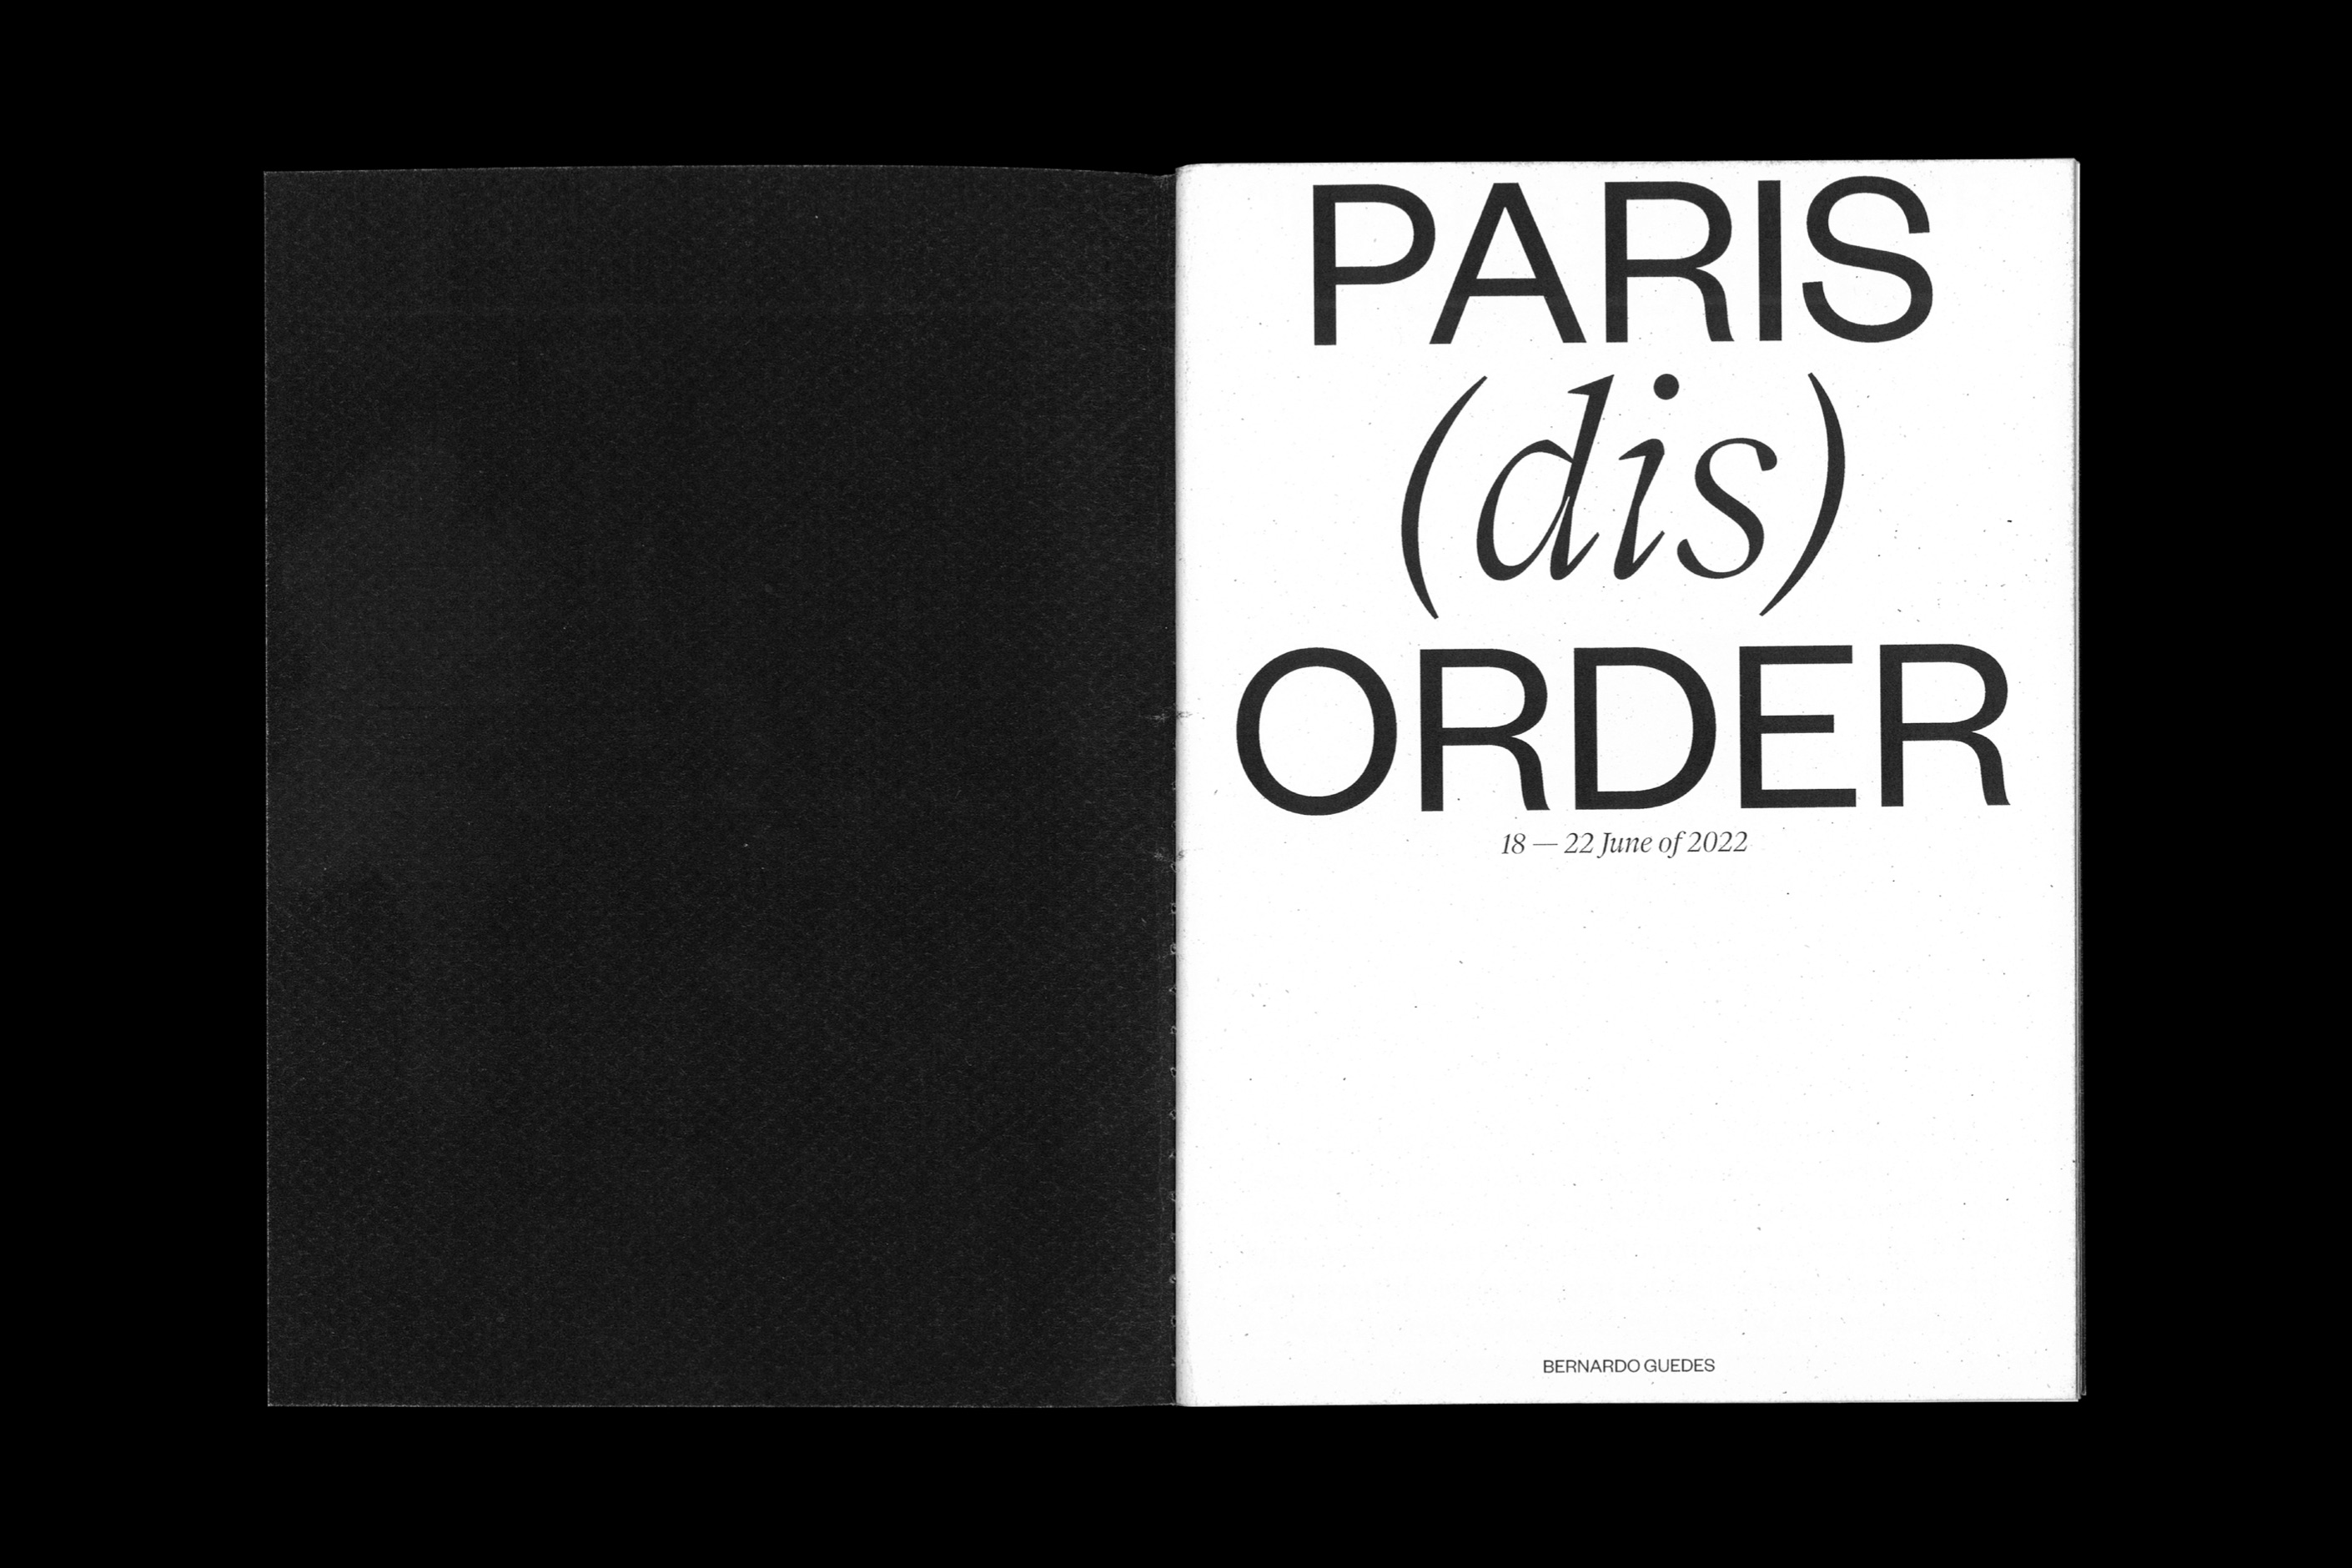 PARIS
(dis)
ORDER
18 — 22 June of 2022
BERNARDO GUEDES